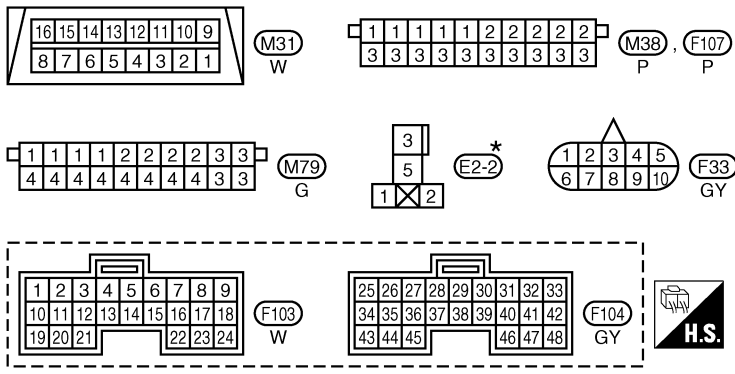 16 15 14 13 12 11 10 9
8 7 6 5 4 3 2 1
M31
W
1 1 1 1 1 2 2 2 2 2
3 3 3 3 3 3 3 3 3 3
M38 , F107
P P
1 1 1 1 2 2 2 2 3 3
4 4 4 4 4 4 4 4 3 3
M79
G
3
5
1 2
E2-2 *
1 2 3 4 5
6 7 8 9 10
F33
GY
1 2 3 4 5 6 7 8 9
10 11 12 13 14 15 16 17 18
19 20 21 22 23 24
F103
W
25 26 27 28 29 30 31 32 33
34 35 36 37 38 39 40 41 42
43 44 45 46 47 48
F104
GY
H.S.